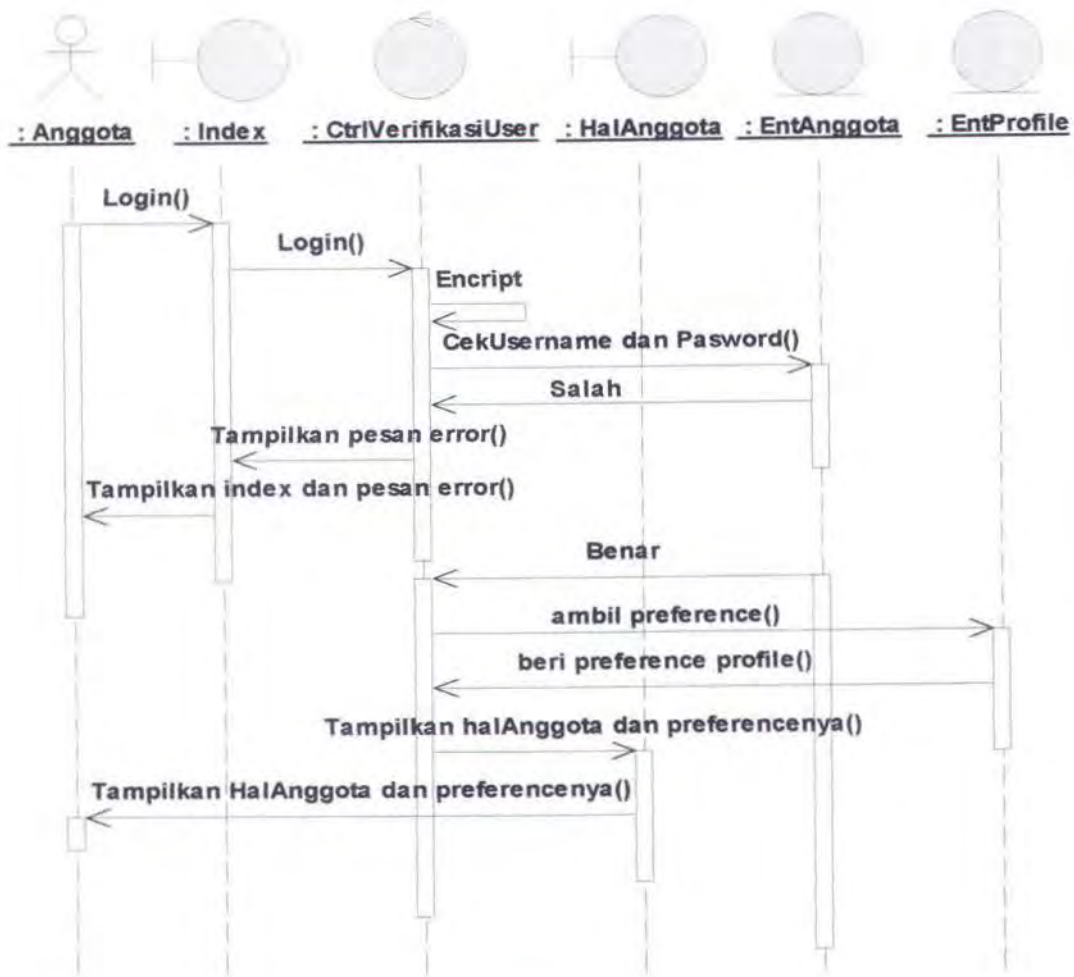 : Anggota
: Index
: CtrlVerifikasiUser
: HalAnggota
: EntAnggota
: EntProfile
Login()
Login()
Encript
CekUsername dan Pasword()
Salah
Tampilkan pesan error()
Tampilkan index dan pesan error()
Benar
ambil preference()
beri preference profile()
Tampilkan halAnggota dan preferencenya()
Tampilkan HalAnggota dan preferencenya()